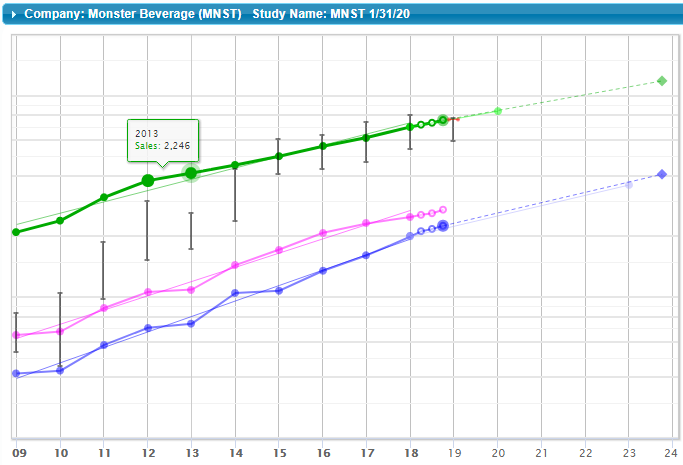 Company: Monster Beverage (MNST) Study Name: MNST 1/31/20
2013
Sales: 2,246
09 10 11 12 13 14 15 16 17 18 19 20 21 22 23 24